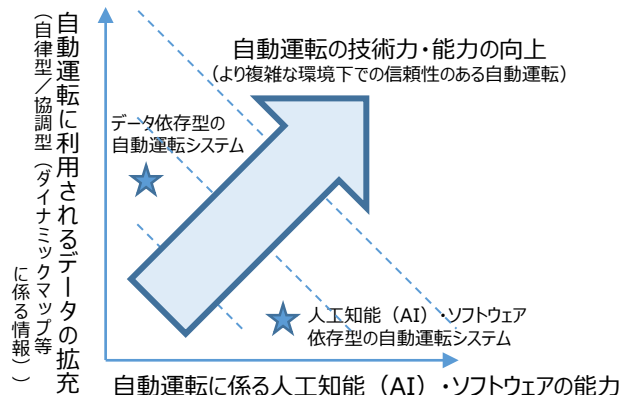 自動運転に利用されるデータの拡充
（自律型／協調型（ダイナミックマップ等
に係る情報））
自動運転の技術力・能力の向上
（より複雑な環境下での信頼性のある自動運転）
データ依存型の
自動運転システム
人工知能（AI）・ソフトウェア
依存型の自動運転システム
自動運転に係る人工知能（AI）・ソフトウェアの能力